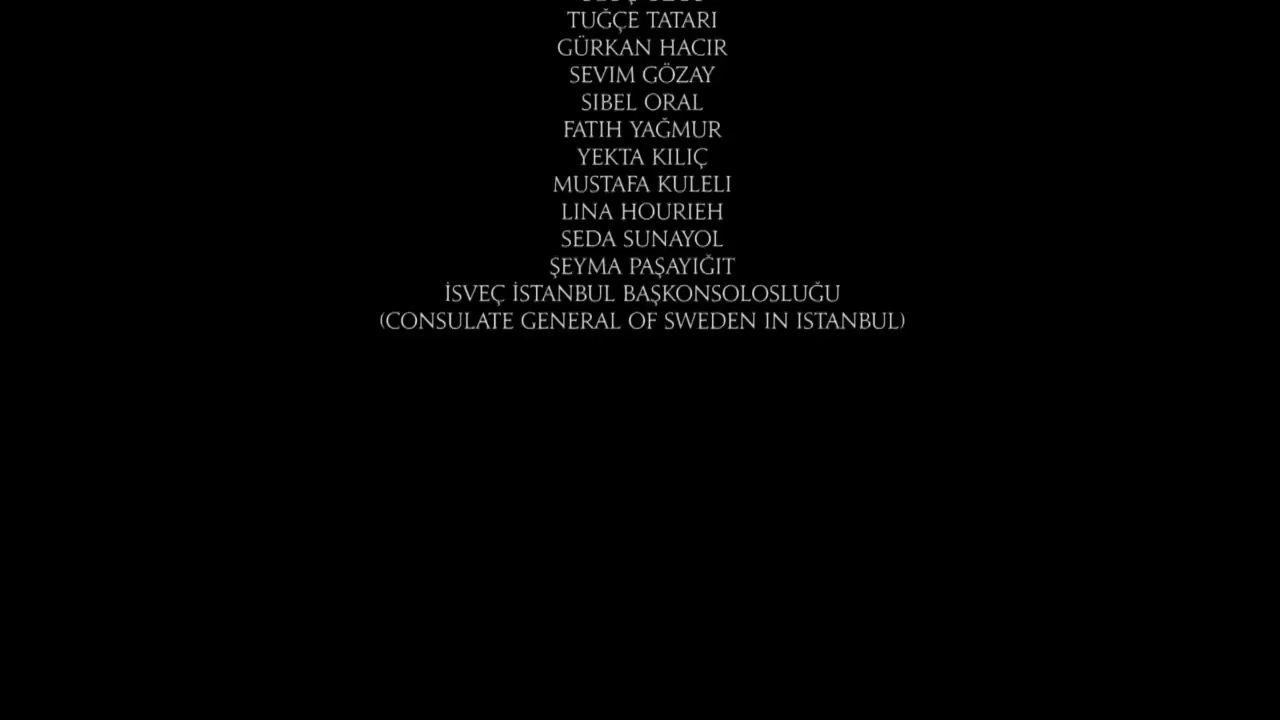 TUĞÇE TATARI
GÜRKAN HACIR
SEVIM GÖZAY
SIBEL ORAL
FATIH YAĞMUR
YEKTA KILIÇ
MUSTAFA KULELI
LINA HOURIEH
SEDA SUNAYOL
ŞEYMA PAŞAYIĞIT
İSVEÇ İSTANBUL BAŞKONSOLOSLUĞU
(CONSULATE GENERAL OF SWEDEN IN ISTANBUL)